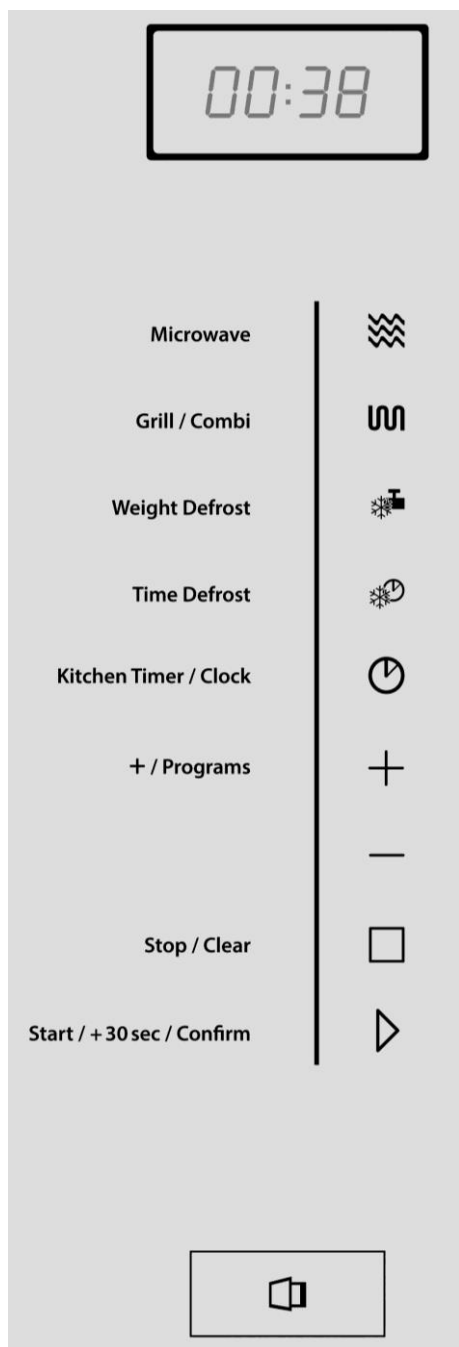 00:38
Microwave
Grill / Combi
Weight Defrost
Time Defrost
Kitchen Timer / Clock
+ / Programs
Stop / Clear
Start / +30 sec / Confirm